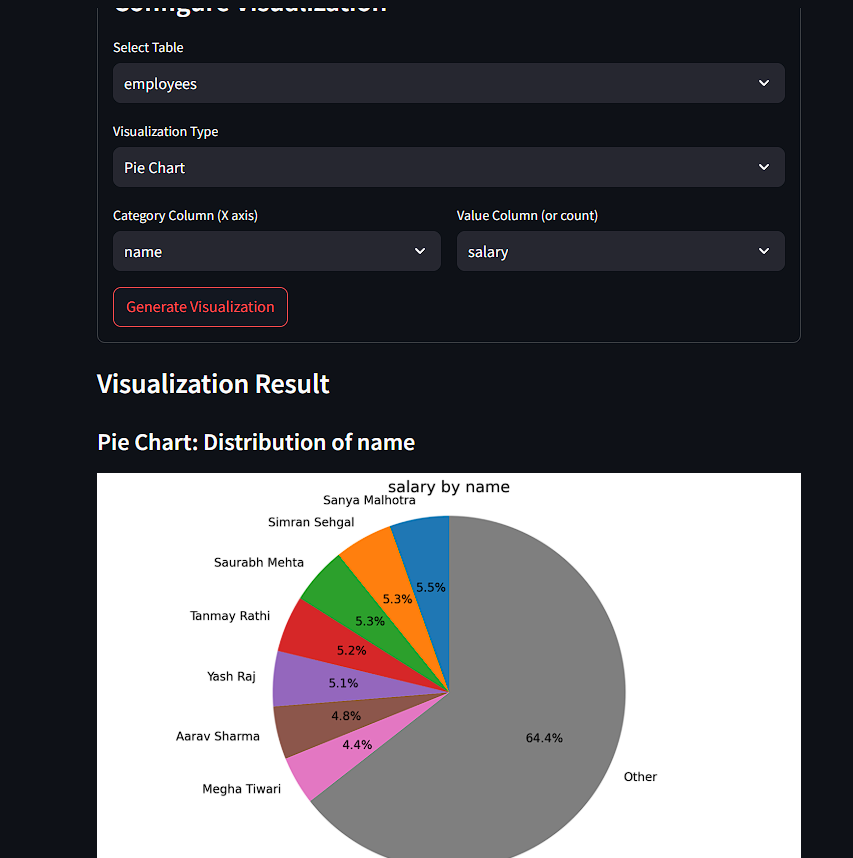 Configure Visualization
Select Table
employees
Visualization Type
Pie Chart
Category Column (X axis)
Value Column (or count)
name
salary
Generate Visualization
Visualization Result
Pie Chart: Distribution of name
salary by name
Sanya Malhotra
Simran Sehgal
Saurabh Mehta
Tanmay Rathi
Yash Raj
Aarav Sharma
Megha Tiwari
5.5%
5.3%
5.3%
5.2%
5.1%
4.8%
4.4%
64.4%
Other